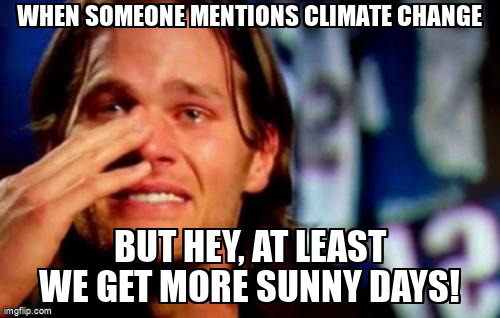 WHEN SOMEONE MENTIONS CLIMATE CHANGE
BUT HEY, AT LEAST
WE GET MORE SUNNY DAYS!
imgflip.com